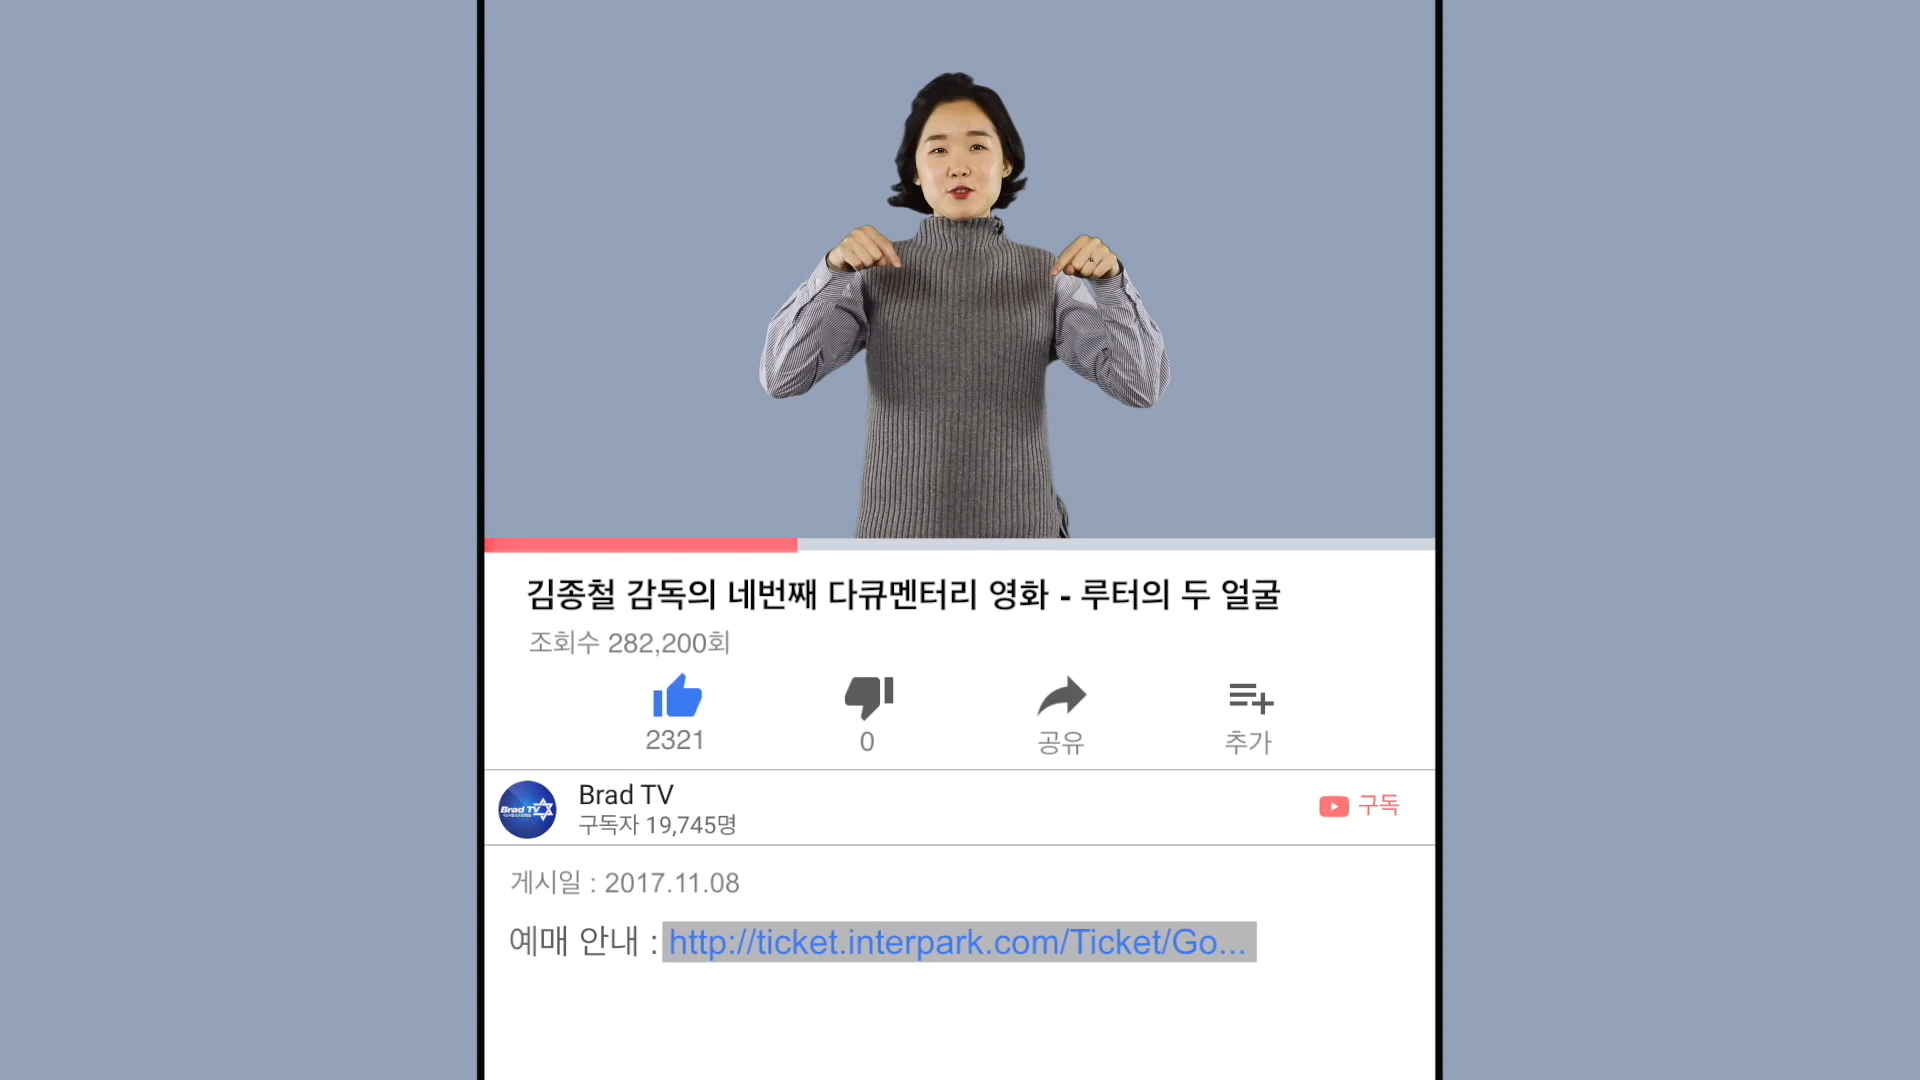 김종철 감독의 네번째 다큐멘터리 영화 - 루터의 두 얼굴
조회수 282,200회
2321
0
공유
추가
Brad TV
Brad TV
구독자 19,745명
구독
게시일 : 2017.11.08
예매 안내 : http://ticket.interpark.com/Ticket/Go...